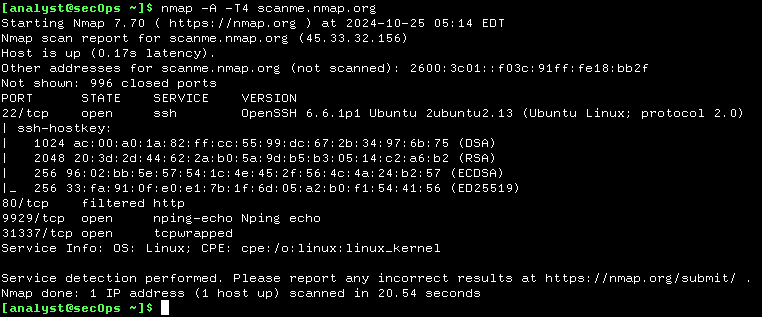 [analyst@secOps ~]$ nmap -A -T4 scanme.nmap.org
Starting Nmap 7.70 ( https://nmap.org ) at 2024-10-25 05:14 EDT
Nmap scan report for scanme.nmap.org (45.33.32.156)
Host is up (0.17s latency).
Other addresses for scanme.nmap.org (not scanned): 2600:3c01::f03c:91ff:fe18:bb2f
Not shown: 996 closed ports
PORT      STATE    SERVICE    VERSION
22/tcp    open     ssh        OpenSSH 6.6.1p1 Ubuntu 2ubuntu2.13 (Ubuntu Linux; protocol 2.0)
| ssh-hostkey:
|   1024 ac:00:a0:1a:82:ff:cc:55:99:dc:67:2b:34:97:6b:75 (DSA)
|   2048 20:3d:2d:44:62:2a:b0:5a:9d:b5:b3:05:14:c2:a6:b2 (RSA)
|   256 96:02:bb:5e:57:54:1c:4e:45:2f:56:4c:4a:24:b2:57 (ECDSA)
|_  256 33:fa:91:0f:e0:e1:7b:1f:6d:05:a2:b0:f1:54:41:56 (ED25519)
80/tcp    filtered http
9929/tcp  open     nping-echo Nping echo
31337/tcp open     tcpwrapped
Service Info: OS: Linux; CPE: cpe:/o:linux:linux_kernel

Service detection performed. Please report any incorrect results at https://nmap.org/submit/ .
Nmap done: 1 IP address (1 host up) scanned in 20.54 seconds
[analyst@secOps ~]$